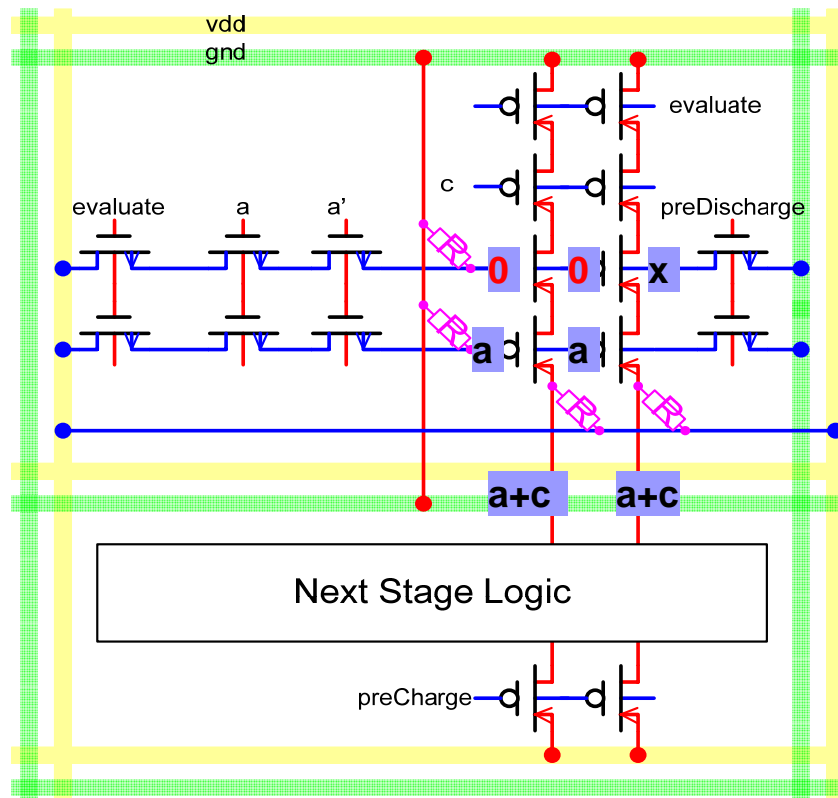 vdd
gnd
evaluate
c
evaluate a a’ preDischarge
R
0 0 x
R
a a
R R
a+c a+c
Next Stage Logic
preCharge